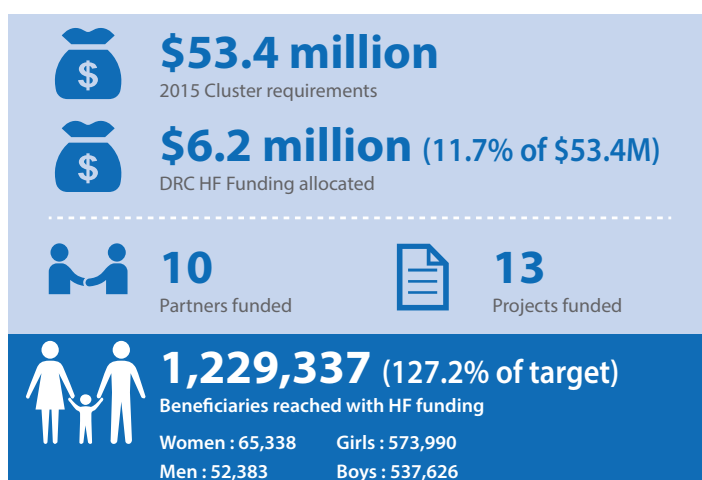 $
$53.4 million
2015 Cluster requirements
$
$6.2 million (11.7% of $53.4M)
DRC HF Funding allocated
10
Partners funded
13
Projects funded
1,229,337 (127.2% of target)
Beneficiaries reached with HF funding
Women : 65,338
Girls : 573,990
Men : 52,383
Boys : 537,626